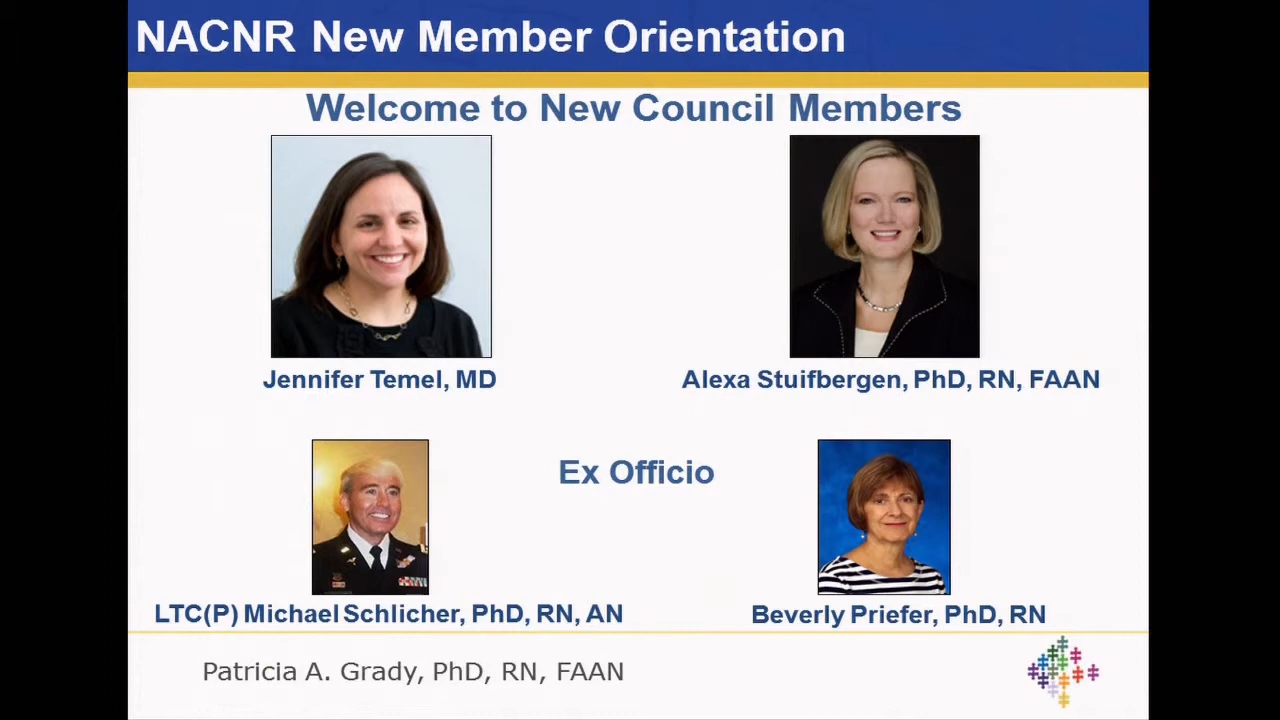 NACNR New Member Orientation
Welcome to New Council Members
Jennifer Temel, MD
Alexa Stuifbergen, PhD, RN, FAAN
Ex Officio
LTC(P) Michael Schlicher, PhD, RN, AN
Beverly Priefer, PhD, RN
Patricia A. Grady, PhD, RN, FAAN